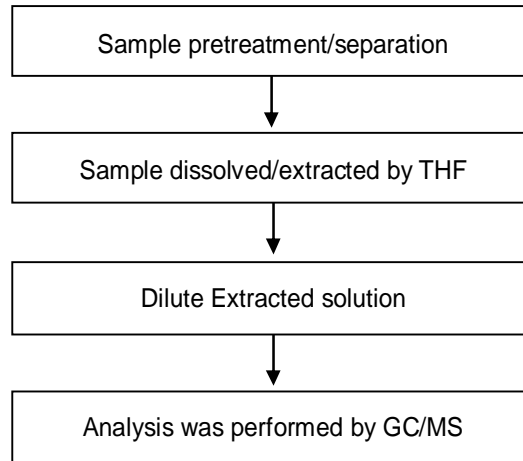 Sample pretreatment/separation
Sample dissolved/extracted by THF
Dilute Extracted solution
Analysis was performed by GC/MS